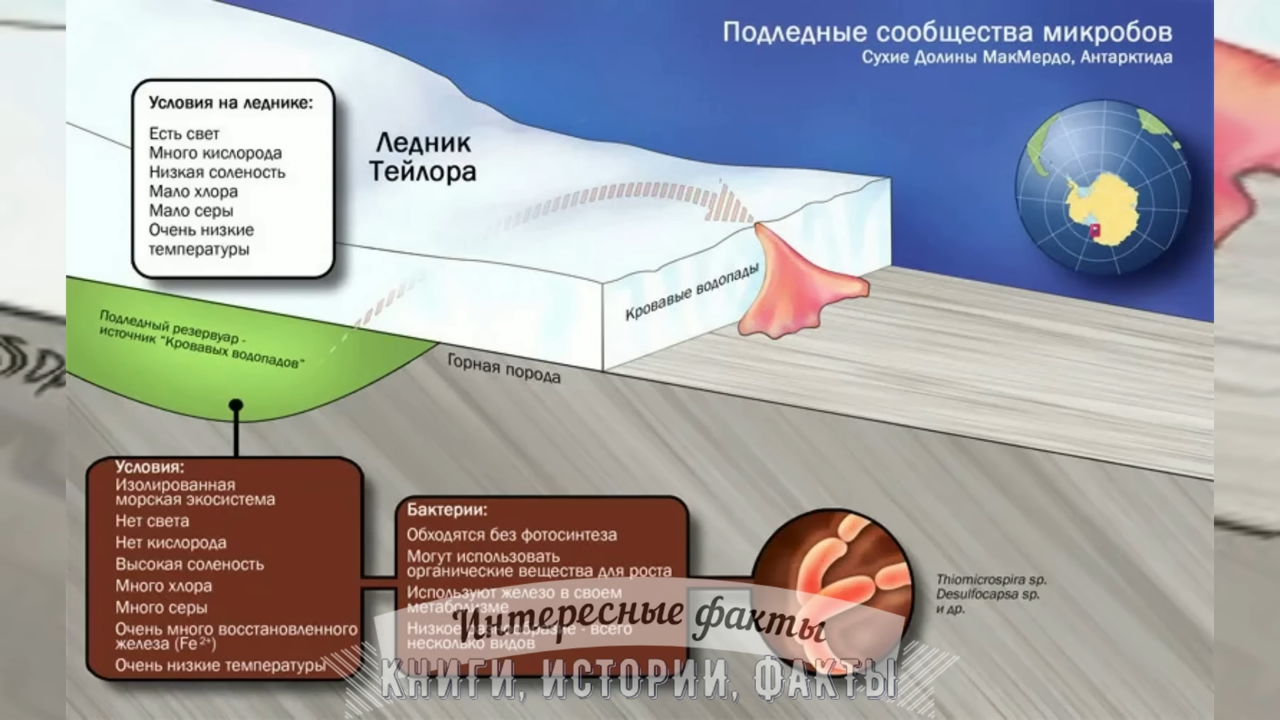 Подледные сообщества микробов
Сухие Долины МакМердо, Антарктида
Условия на леднике:
Есть свет
Много кислорода
Низкая соленость
Мало хлора
Мало серы
Очень низкие
температуры
Ледник
Тейлора
Кровавые водопады
Подледный резервуар -
источник "Кровавых водопадов"
Горная порода
Условия:
Изолированная
морская экосистема
Нет света
Нет кислорода
Высокая соленость
Много хлора
Много серы
Очень много восстановленного
железа (Fe²⁺)
Очень низкие температуры
Бактерии:
Обходятся без фотосинтеза
Могут использовать
органические вещества для роста
Используют железо в своем
метаболизме
Низкое - всего
несколько видов
Thiomicrospira sp.
Desulfocapsa sp.
и др.
Интересные факты
КНИГИ, ИСТОРИИ, ФАКТЫ